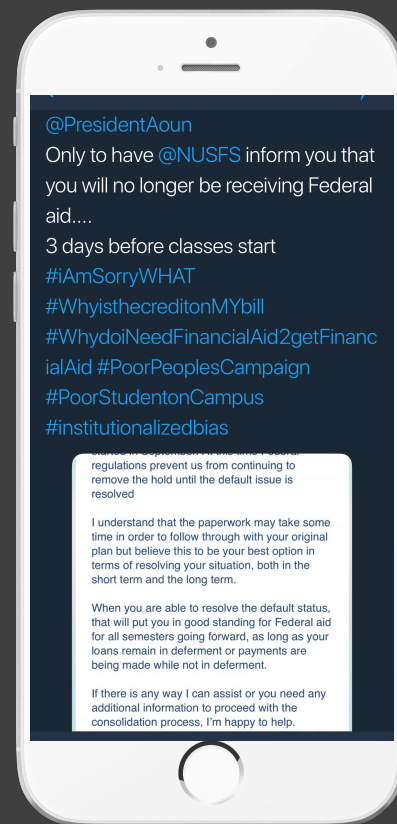 @PresidentAoun
Only to have @NUSFS inform you that
you will no longer be receiving Federal
aid....
3 days before classes start
#iAmSorryWHAT
#WhyisthecreditonMYbill
#WhydoiNeedFinancialAid2getFinanc
ialAid #PoorPeoplesCampaign
#PoorStudentonCampus
#institutionalizedbias
started in September. At this time Federal
regulations prevent us from continuing to
remove the hold until the default issue is
resolved
I understand that the paperwork may take some
time in order to follow through with your original
plan but believe this to be your best option in
terms of resolving your situation, both in the
short term and the long term.
When you are able to resolve the default status,
that will put you in good standing for Federal aid
for all semesters going forward, as long as your
loans remain in deferment or payments are
being made while not in deferment.
If there is any way I can assist or you need any
additional information to proceed with the
consolidation process, I'm happy to help.